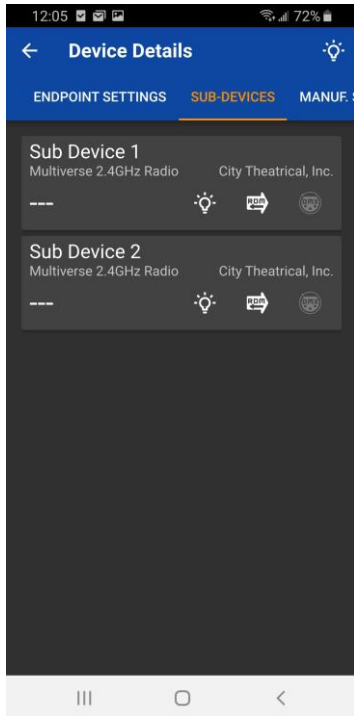 12:05 72%
Device Details
ENDPOINT SETTINGS SUB-DEVICES MANUF.
Sub Device 1
Multiverse 2.4GHz Radio City Theatrical, Inc.
---
RDM
Sub Device 2
Multiverse 2.4GHz Radio City Theatrical, Inc.
---
RDM